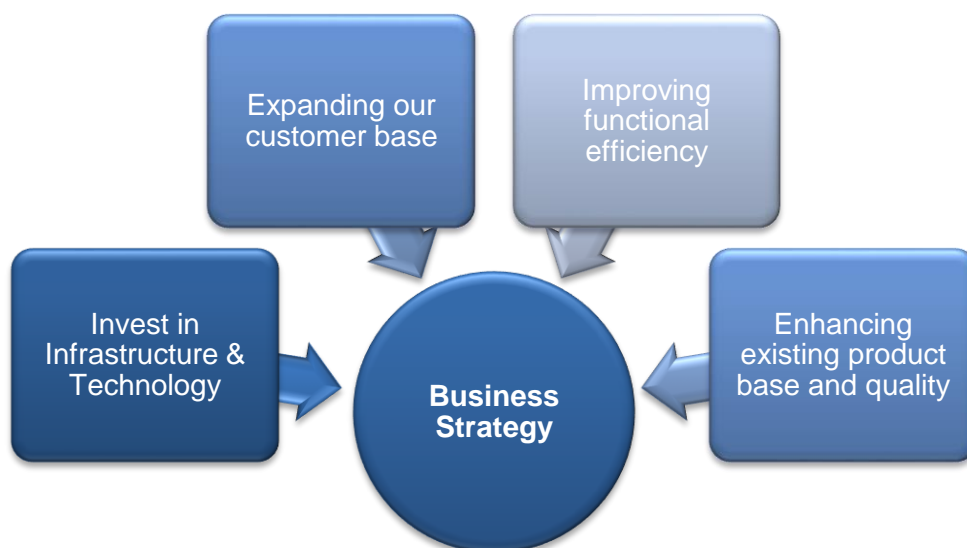 Expanding our
customer base
Improving
functional
efficiency
Invest in
Infrastructure &
Technology
Enhancing
existing product
base and quality
Business
Strategy